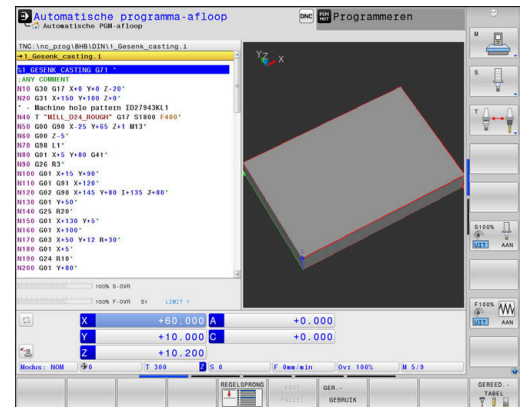 Automatische programma-afloop
Automatische PGM-afloop
DNC
Programmeren
TNC:\nc_prog\BHB\DIN\1_Gesenk_casting.i
→1_Gesenk_casting.i
%1_GESENK_CASTING G71 *
;ANY COMMENT
N10 G30 G17 X+0 Y+0 Z-20*
N20 G31 X+150 Y+100 Z+0*
* - Machine hole pattern ID27943KL1
N40 T "MILL_D24_ROUGH" G17 S1800 F400*
N50 G00 G90 X-25 Y+65 Z+1 M13*
N60 G00 Z-5*
N70 G98 L1*
N80 G01 X+5 Y+80 G41*
N90 G26 R3*
N100 G01 X+15 Y+90*
N110 G01 G91 X+120*
N120 G02 G90 X+145 Y+80 I+135 J+80*
N130 G01 Y+50*
N140 G25 R20*
N150 G01 X+130 Y+5*
N160 G01 X+100*
N170 G03 X+50 Y+12 R+30*
N180 G01 X+5*
N190 G24 R10*
N200 G01 Y+80*
YZ X
100% S-OVR
100% F-OVR S1 LIMIT 1
X +60.000 A +0.000
Y +10.000 C +0.000
Z +10.200
Modus: NOM 0 T 300 Z S 0 F 0mm/min Ovr 100% M 5/9
M
S
T
S100%
UIT AAN
F100%
UIT AAN
REGELSPRONG
EDIT
PALLET
GER.-
GEBRUIK
GEREED.-
TABEL